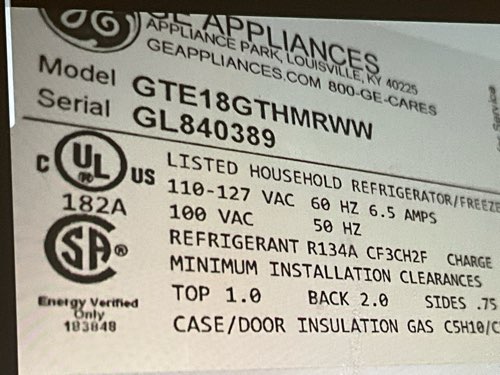 GE APPLIANCES
APPLIANCE PARK, LOUISVILLE, KY 40225
GEAPPLIANCES.COM 800-GE-CARES
Model GTE18GTHMRWW
Serial GL840389
C UL ® US
182A
LISTED HOUSEHOLD REFRIGERATOR/FREEZE
110-127 VAC 60 HZ 6.5 AMPS
100 VAC 50 HZ
SA ®
Energy Verified
Only
183848
REFRIGERANT R134A CF3CH2F CHARGE
MINIMUM INSTALLATION CLEARANCES
TOP 1.0 BACK 2.0 SIDES .75
CASE/DOOR INSULATION GAS C5H10/C